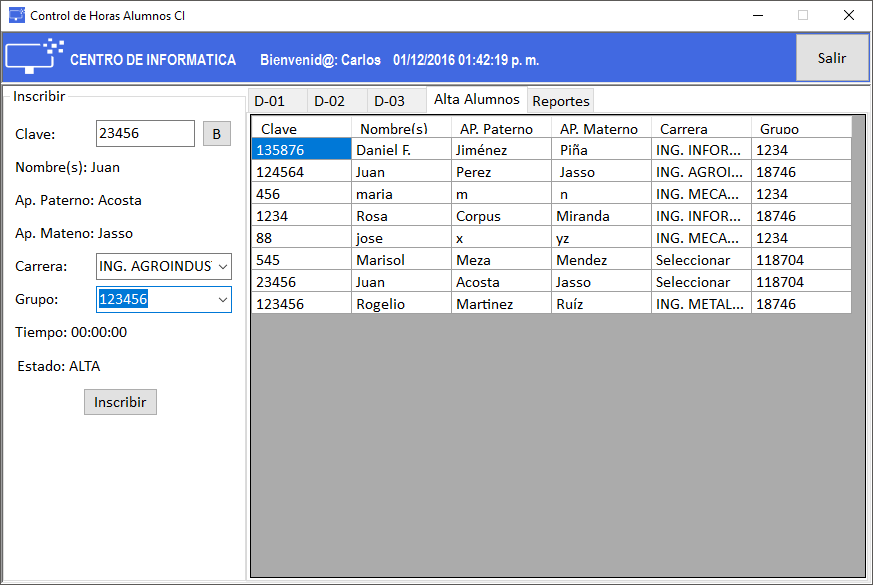 Control de Horas Alumnos CI
CENTRO DE INFORMATICA Bienvenid@: Carlos 01/12/2016 01:42:19 p. m. Salir
Inscribir
Clave: 23456 B
Nombre(s): Juan
Ap. Paterno: Acosta
Ap. Mateno: Jasso
Carrera: ING. AGROINDUS
Grupo: 123456
Tiempo: 00:00:00
Estado: ALTA
Inscribir
D-01 D-02 D-03 Alta Alumnos Reportes
Clave Nombre(s) AP. Paterno AP. Materno Carrera Grupo
135876 Daniel F. Jiménez Piña ING. INFOR... 1234
124564 Juan Perez Jasso ING. AGROI... 18746
456 maria m n ING. MECA... 1234
1234 Rosa Corpus Miranda ING. INFOR... 18746
88 jose x yz ING. MECA... 1234
545 Marisol Meza Mendez Seleccionar 118704
23456 Juan Acosta Jasso Seleccionar 118704
123456 Rogelio Martinez Ruíz ING. METAL... 18746